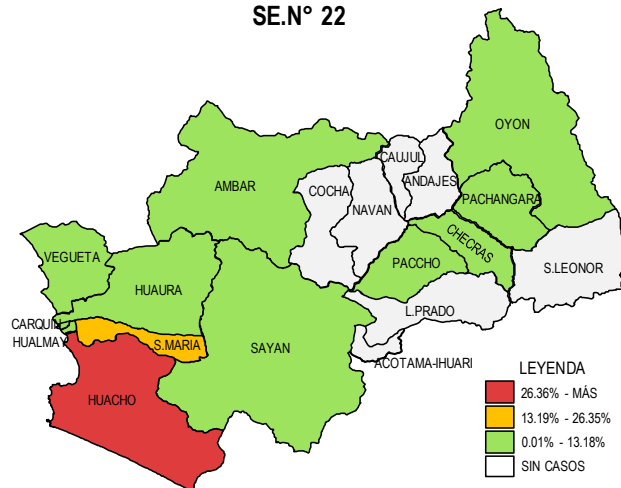 SE.N° 22
OYON
CAUJUL
ANDAJES
AMBAR
COCHA
NAVAN
PACHANGARA
CHECRAS
VEGUETA
PACCHO
S.LEONOR
HUAURA
L.PRADO
CARQUIN
HUALMAY
S.MARIA
SAYAN
ACOTAMA-IHUARI
HUACHO
LEYENDA
26.36% - MÁS
13.19% - 26.35%
0.01% - 13.18%
SIN CASOS